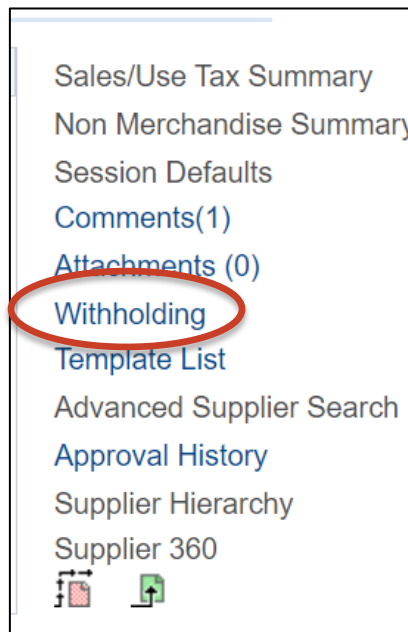 Sales/Use Tax Summary
Non Merchandise Summary
Session Defaults
Comments(1)
Attachments (0)
Withholding
Template List
Advanced Supplier Search
Approval History
Supplier Hierarchy
Supplier 360